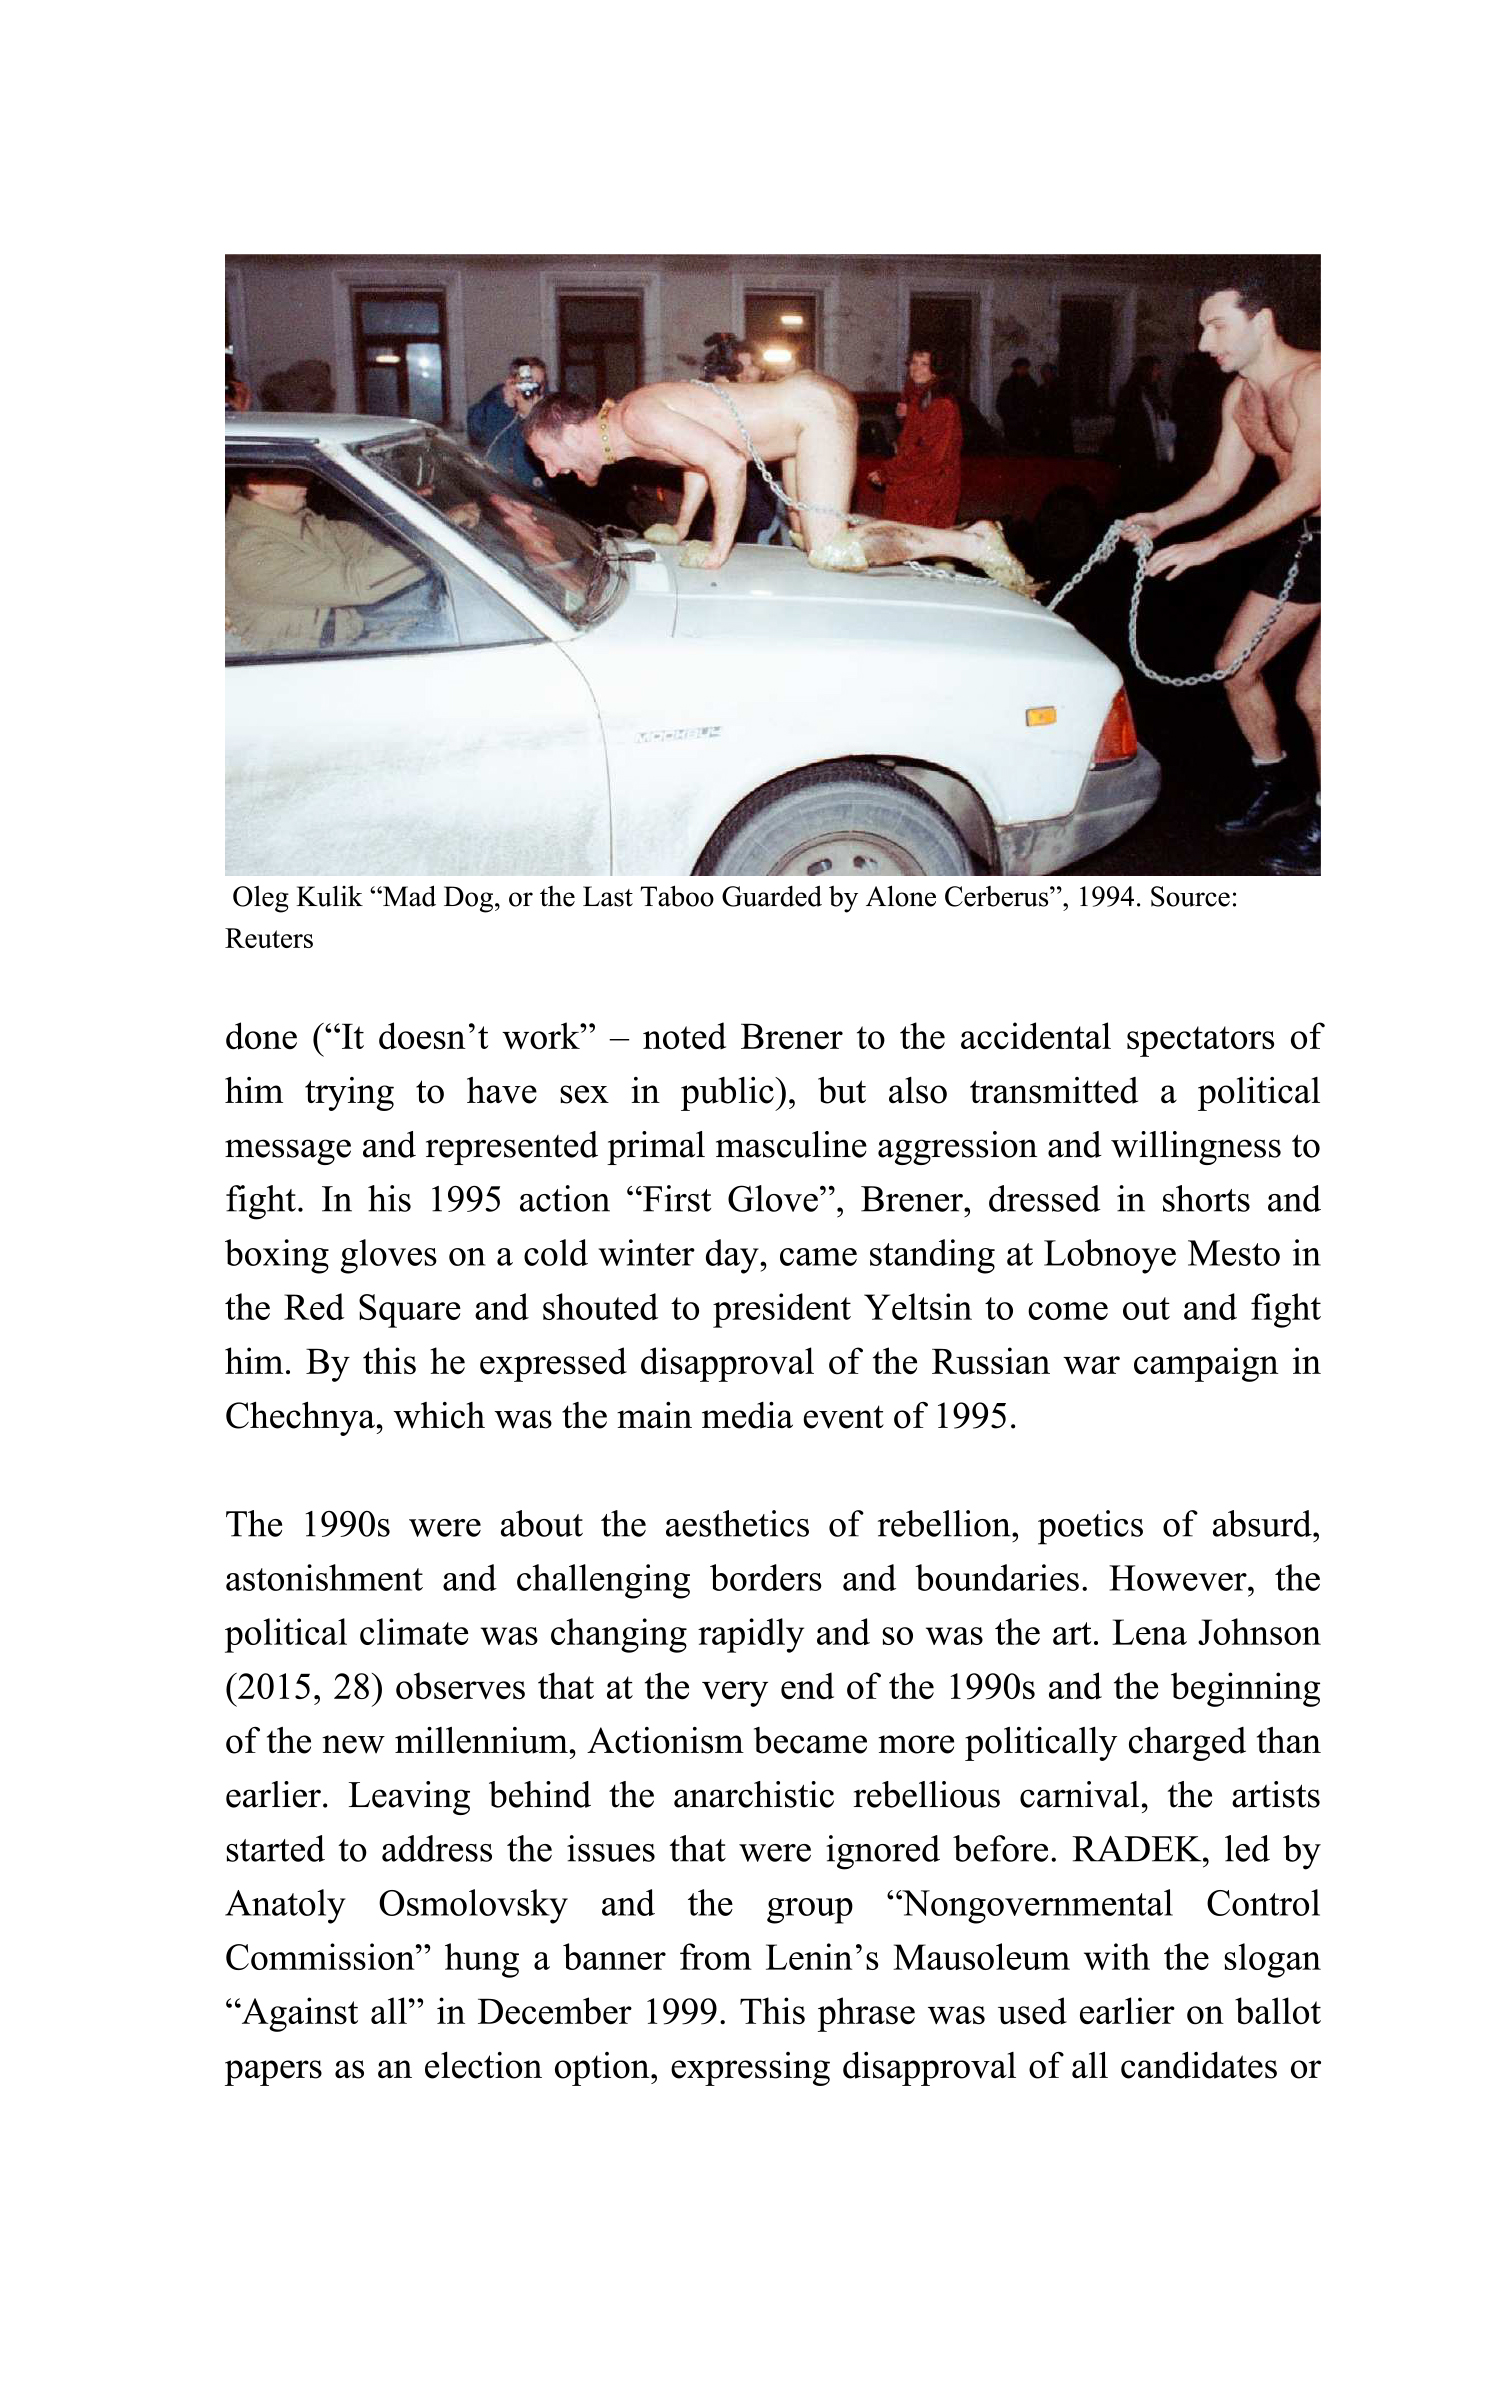 МОСКВИЧ
Oleg Kulik “Mad Dog, or the Last Taboo Guarded by Alone Cerberus”, 1994. Source:
Reuters
done (“It doesn’t work” – noted Brener to the accidental spectators of
him trying to have sex in public), but also transmitted a political
message and represented primal masculine aggression and willingness to
fight. In his 1995 action “First Glove”, Brener, dressed in shorts and
boxing gloves on a cold winter day, came standing at Lobnoye Mesto in
the Red Square and shouted to president Yeltsin to come out and fight
him. By this he expressed disapproval of the Russian war campaign in
Chechnya, which was the main media event of 1995.
The 1990s were about the aesthetics of rebellion, poetics of absurd,
astonishment and challenging borders and boundaries. However, the
political climate was changing rapidly and so was the art. Lena Johnson
(2015, 28) observes that at the very end of the 1990s and the beginning
of the new millennium, Actionism became more politically charged than
earlier. Leaving behind the anarchistic rebellious carnival, the artists
started to address the issues that were ignored before. RADEK, led by
Anatoly Osmolovsky and the group “Nongovernmental Control
Commission” hung a banner from Lenin’s Mausoleum with the slogan
“Against all” in December 1999. This phrase was used earlier on ballot
papers as an election option, expressing disapproval of all candidates or